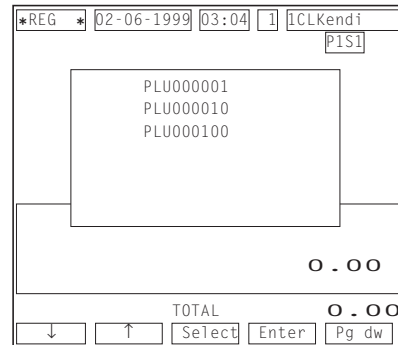 *REG * 02-06-1999 03:04 1 1CLKendi
P1S1
PLU000001
PLU000010
PLU000100
0.00
TOTAL 0.00
↓ ↑ Select Enter Pg dw